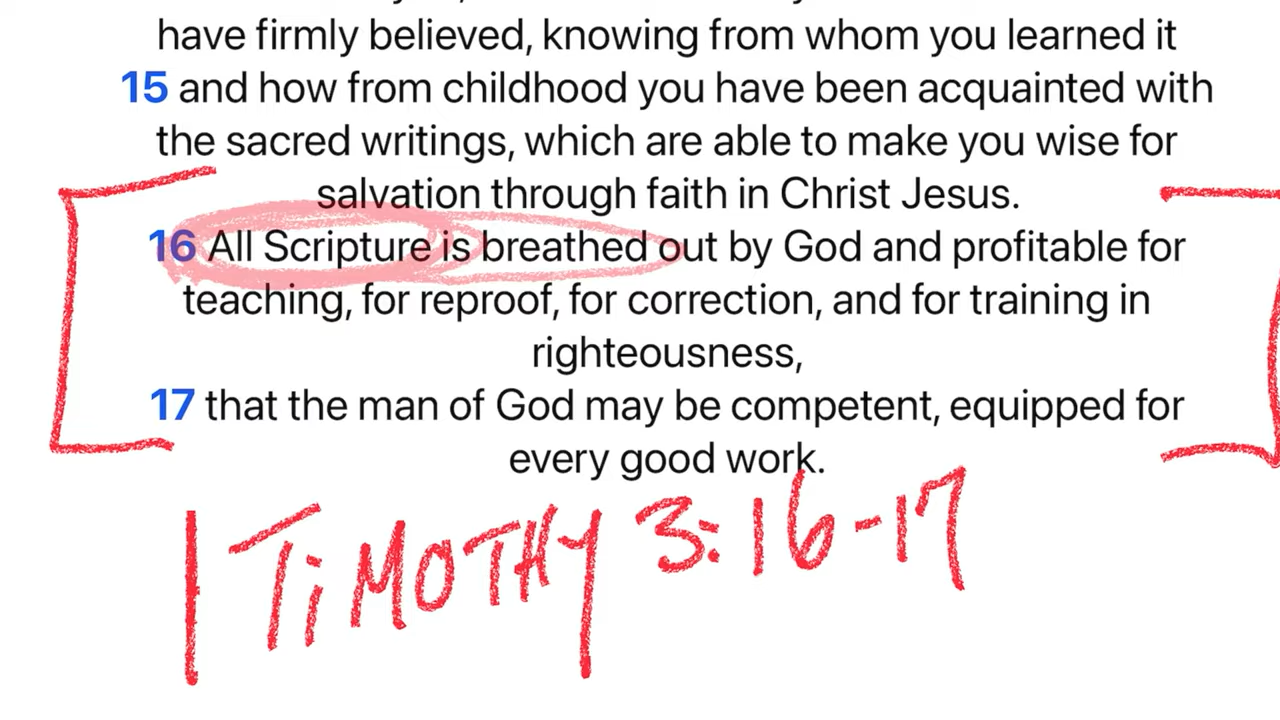 have firmly believed, knowing from whom you learned it
15 and how from childhood you have been acquainted with
the sacred writings, which are able to make you wise for
salvation through faith in Christ Jesus.
16 All Scripture is breathed out by God and profitable for
teaching, for reproof, for correction, and for training in
righteousness,
17 that the man of God may be competent, equipped for
every good work.
1 TiMOTHY 3:16-17